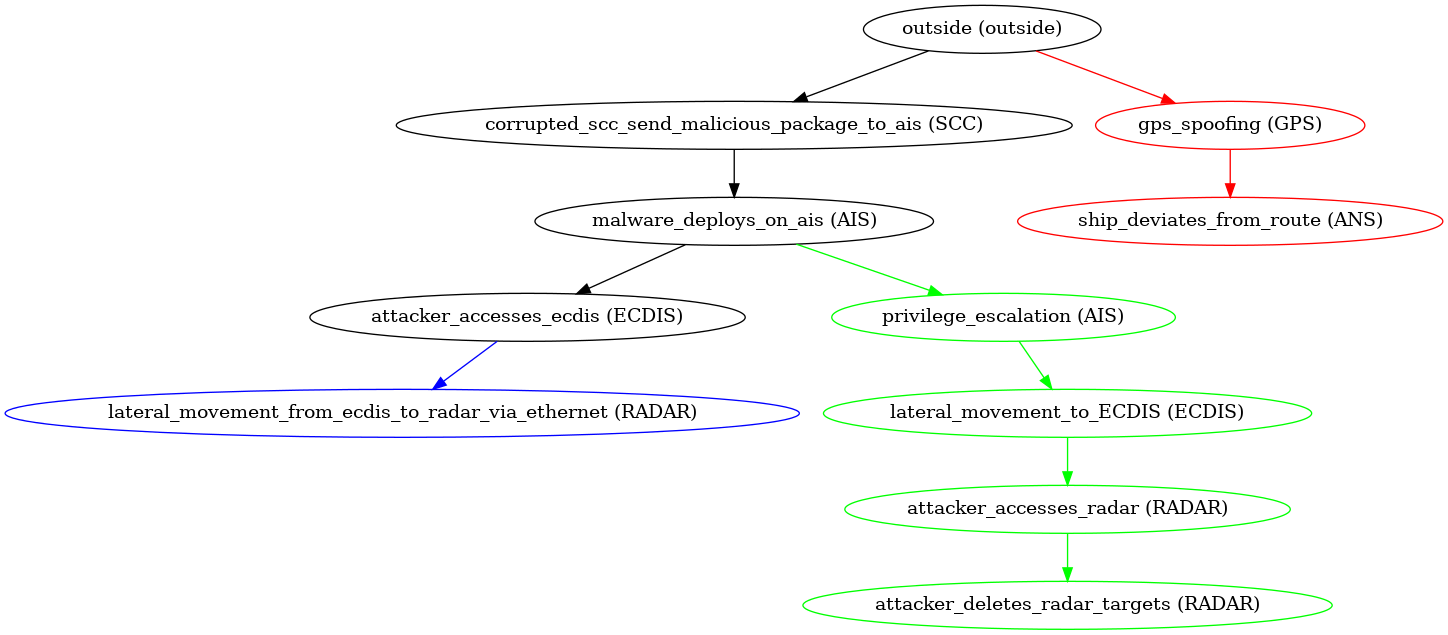 outside (outside)
corrupted_scc_send_malicious_package_to_ais (SCC)
gps_spoofing (GPS)
malware_deploys_on_ais (AIS)
ship_deviates_from_route (ANS)
attacker_accesses_ecdis (ECDIS)
privilege_escalation (AIS)
lateral_movement_from_ecdis_to_radar_via_ethernet (RADAR)
lateral_movement_to_ECDIS (ECDIS)
attacker_accesses_radar (RADAR)
attacker_deletes_radar_targets (RADAR)